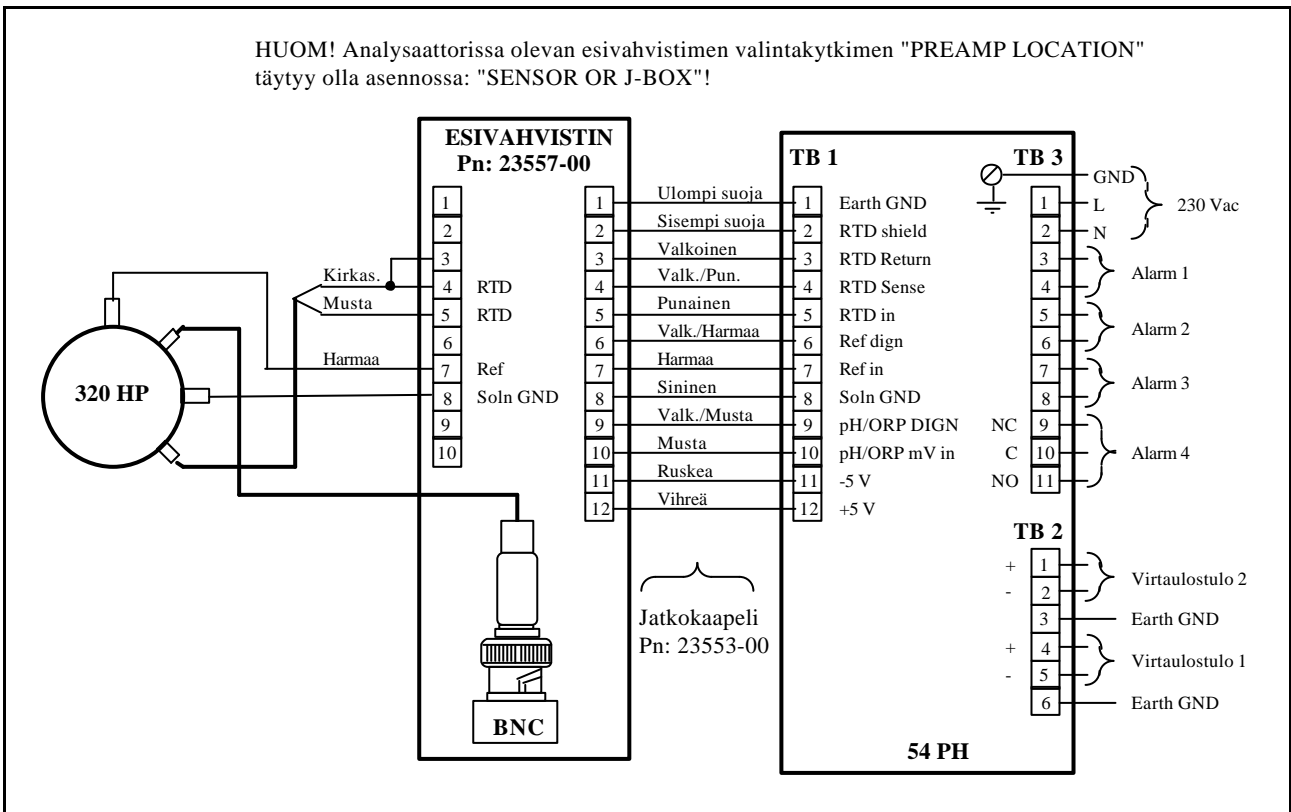 HUOM! Analysaattorissa olevan esivahvistimen valintakytkimen "PREAMP LOCATION"
täytyy olla asennossa: "SENSOR OR J-BOX"!
320 HP
Kirkas.
Musta
Harmaa
ESIVAHVISTIN
Pn: 23557-00
1
2
3
4 RTD
5 RTD
6
7 Ref
8 Soln GND
9
10
1 Ulompi suoja
2 Sisempi suoja
3 Valkoinen
4 Valk./Pun.
5 Punainen
6 Valk./Harmaa
7 Harmaa
8 Sininen
9 Valk./Musta
10 Musta
11 Ruskea
12 Vihreä
BNC
Jatkokaapeli
Pn: 23553-00
TB 1
1 Earth GND
2 RTD shield
3 RTD Return
4 RTD Sense
5 RTD in
6 Ref dign
7 Ref in
8 Soln GND
9 pH/ORP DIGN
10 pH/ORP mV in
11 -5 V
12 +5 V
TB 3
GND
1 L
2 N
230 Vac
3
4
Alarm 1
5
6
Alarm 2
7
8
Alarm 3
NC 9
C 10
NO 11
Alarm 4
TB 2
+ 1
- 2
Virtaulostulo 2
3 Earth GND
+ 4
- 5
Virtaulostulo 1
6 Earth GND
54 PH